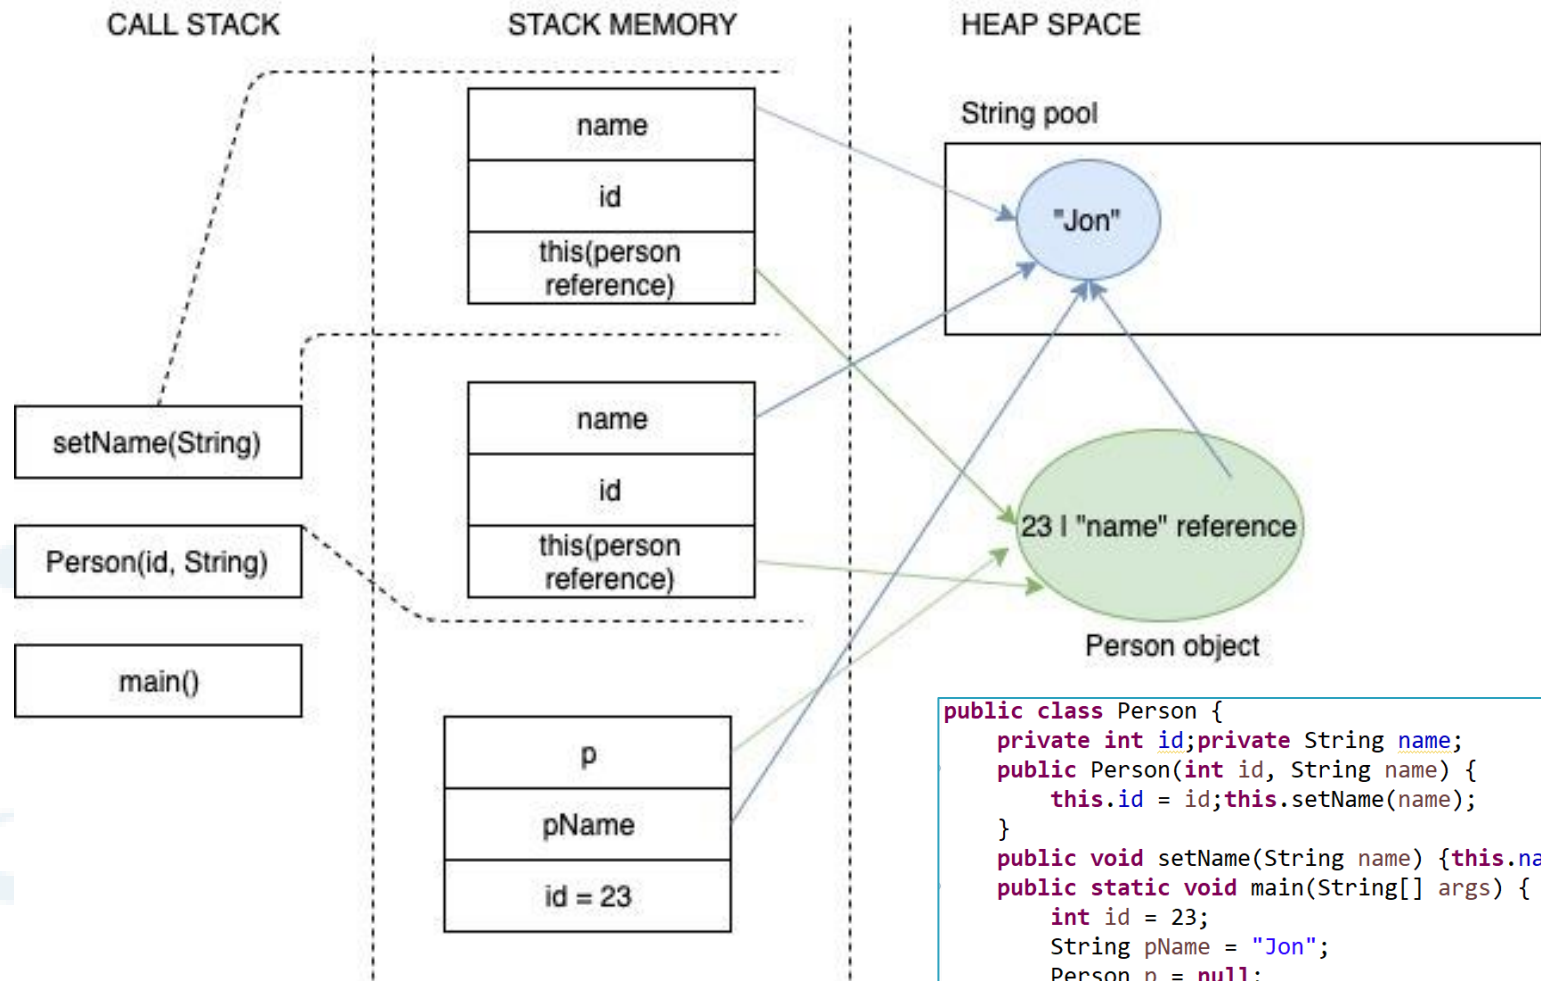 CALL STACK
STACK MEMORY
HEAP SPACE
String pool
name
id
this(person
reference)
"Jon"
setName(String)
Person(id, String)
main()
name
id
this(person
reference)
23 | "name" reference
Person object
p
pName
id = 23
public class Person {
private int id;private String name;
public Person(int id, String name) {
this.id = id;this.setName(name);
}
public void setName(String name) {this.na
public static void main(String[] args) {
int id = 23;
String pName = "Jon";
Person p = null;